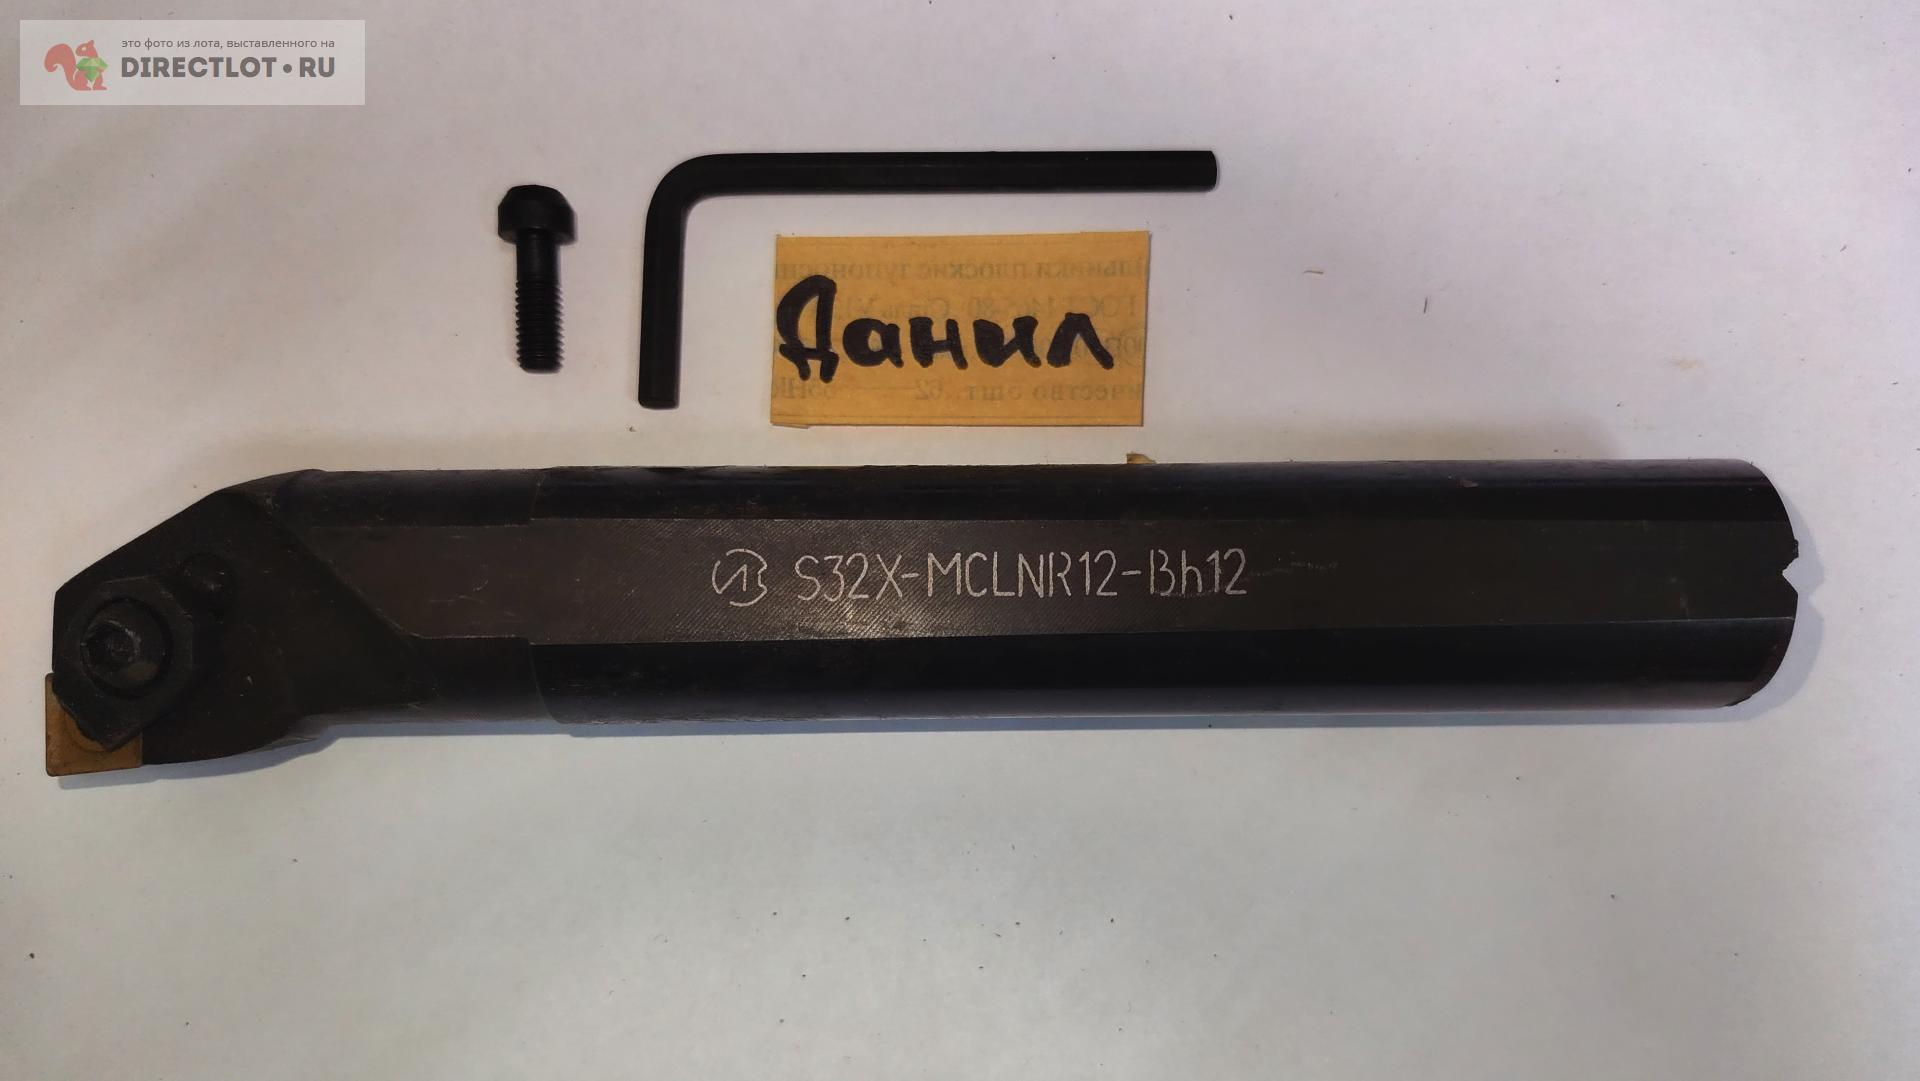 это фото из лота, выставленного на
DIRECTLOT•RU
Данил
S32X-MCLNR12-Bh12